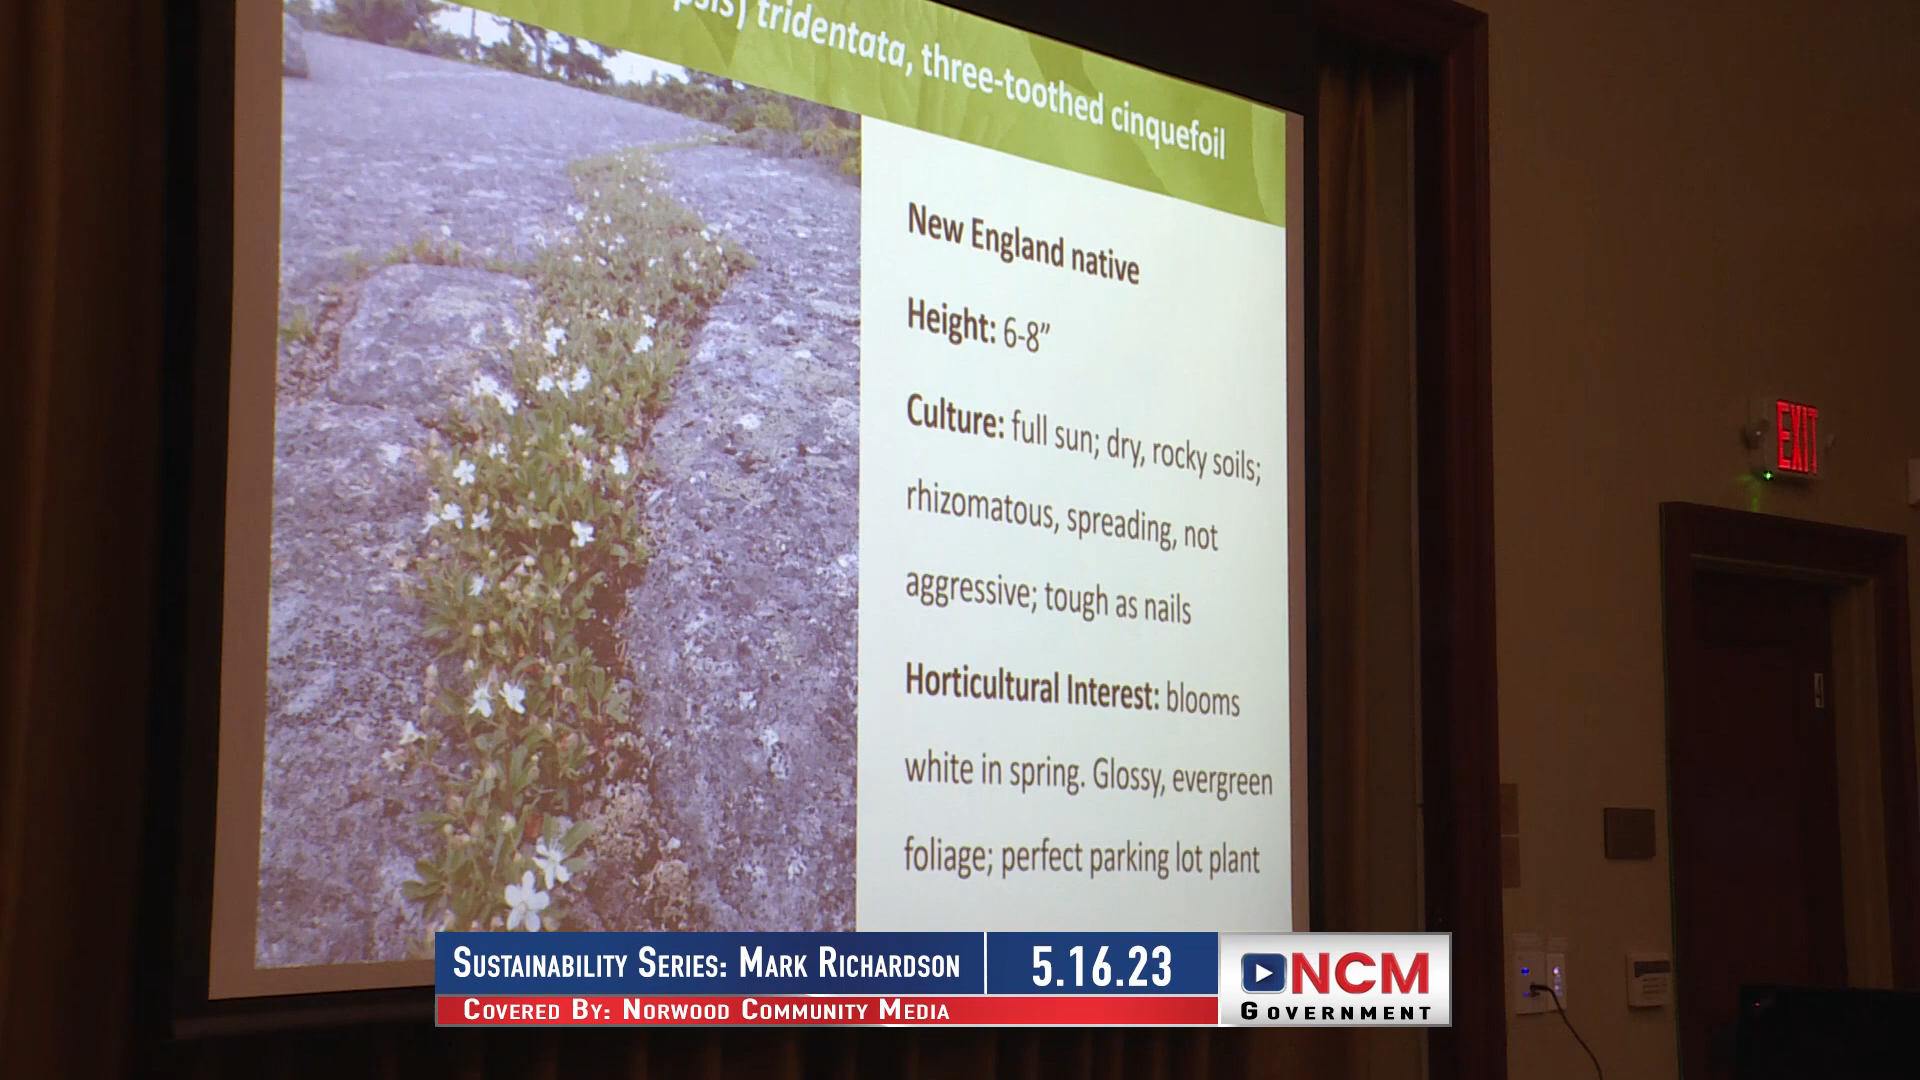 tridentata, three-toothed cinquefoil
New England native
Height: 6-8”
Culture: full sun; dry, rocky soils;
rhizomatous, spreading, not
aggressive; tough as nails
Horticultural Interest: blooms
white in spring. Glossy, evergreen
foliage; perfect parking lot plant
EXIT
Sustainability Series: Mark Richardson
5.16.23
NCM
Government
Covered By: Norwood Community Media